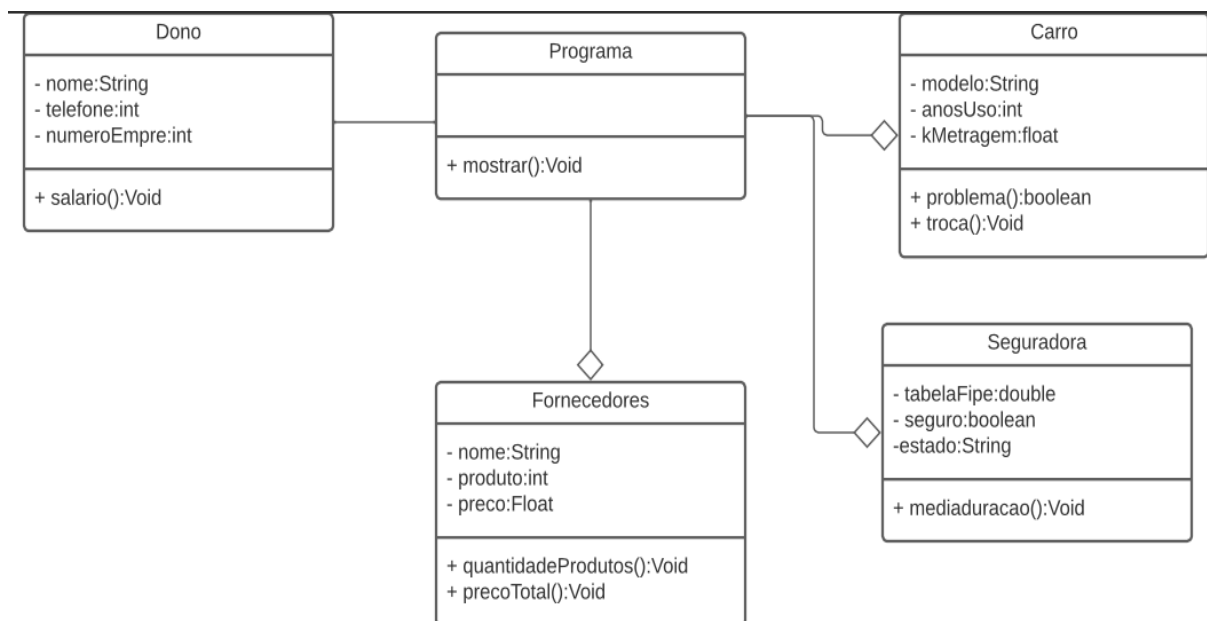 Dono
- nome:String
- telefone:int
- numeroEmpre:int
+ salario():Void
Programa
+ mostrar():Void
Carro
- modelo:String
- anosUso:int
- kMetragem:float
+ problema():boolean
+ troca():Void
Seguradora
- tabelaFipe:double
- seguro:boolean
-estado:String
+ mediaduracao():Void
Fornecedores
- nome:String
- produto:int
- preco:Float
+ quantidadeProdutos():Void
+ precoTotal():Void